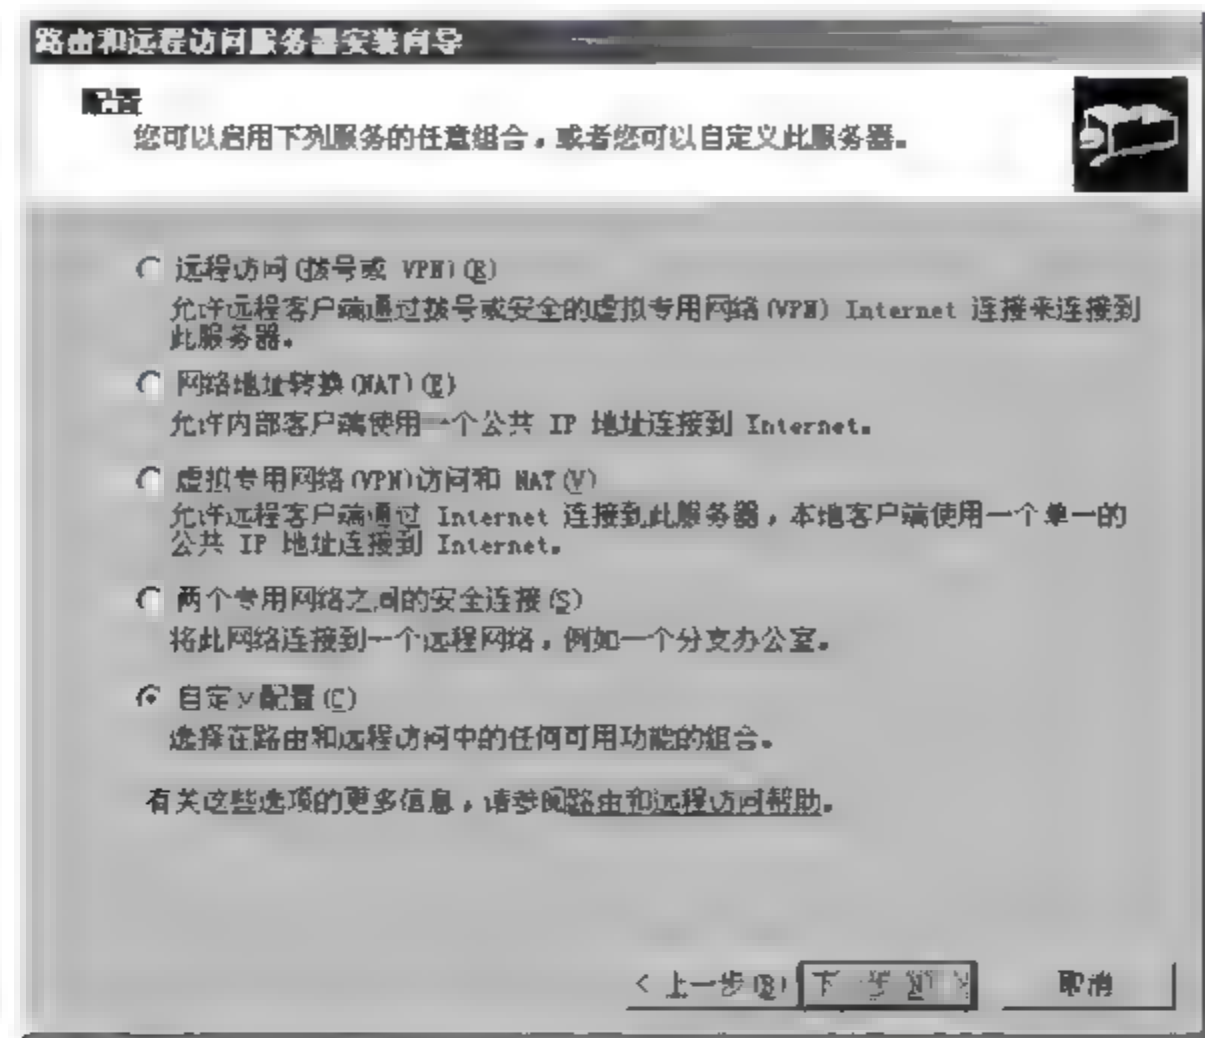 路由和远程访问服务器安装向导
配置
您可以启用下列服务的任意组合，或者您可以自定义此服务器。
远程访问(拨号或 VPN)(R)
允许远程客户端通过拨号或安全的虚拟专用网络(VPN) Internet 连接来连接到
此服务器。
网络地址转换(NAT)(E)
允许内部客户端使用一个公共 IP 地址连接到 Internet。
虚拟专用网络(VPN)访问和 NAT(V)
允许远程客户端通过 Internet 连接到此服务器，本地客户端使用一个单一的
公共 IP 地址连接到 Internet。
两个专用网络之间的安全连接(S)
将此网络连接到一个远程网络，例如一个分支办公室。
自定义配置(C)
选择在路由和远程访问中的任何可用功能的组合。
有关这些选项的更多信息，请参阅路由和远程访问帮助。
< 上一步(B) 下一步(N) > 取消